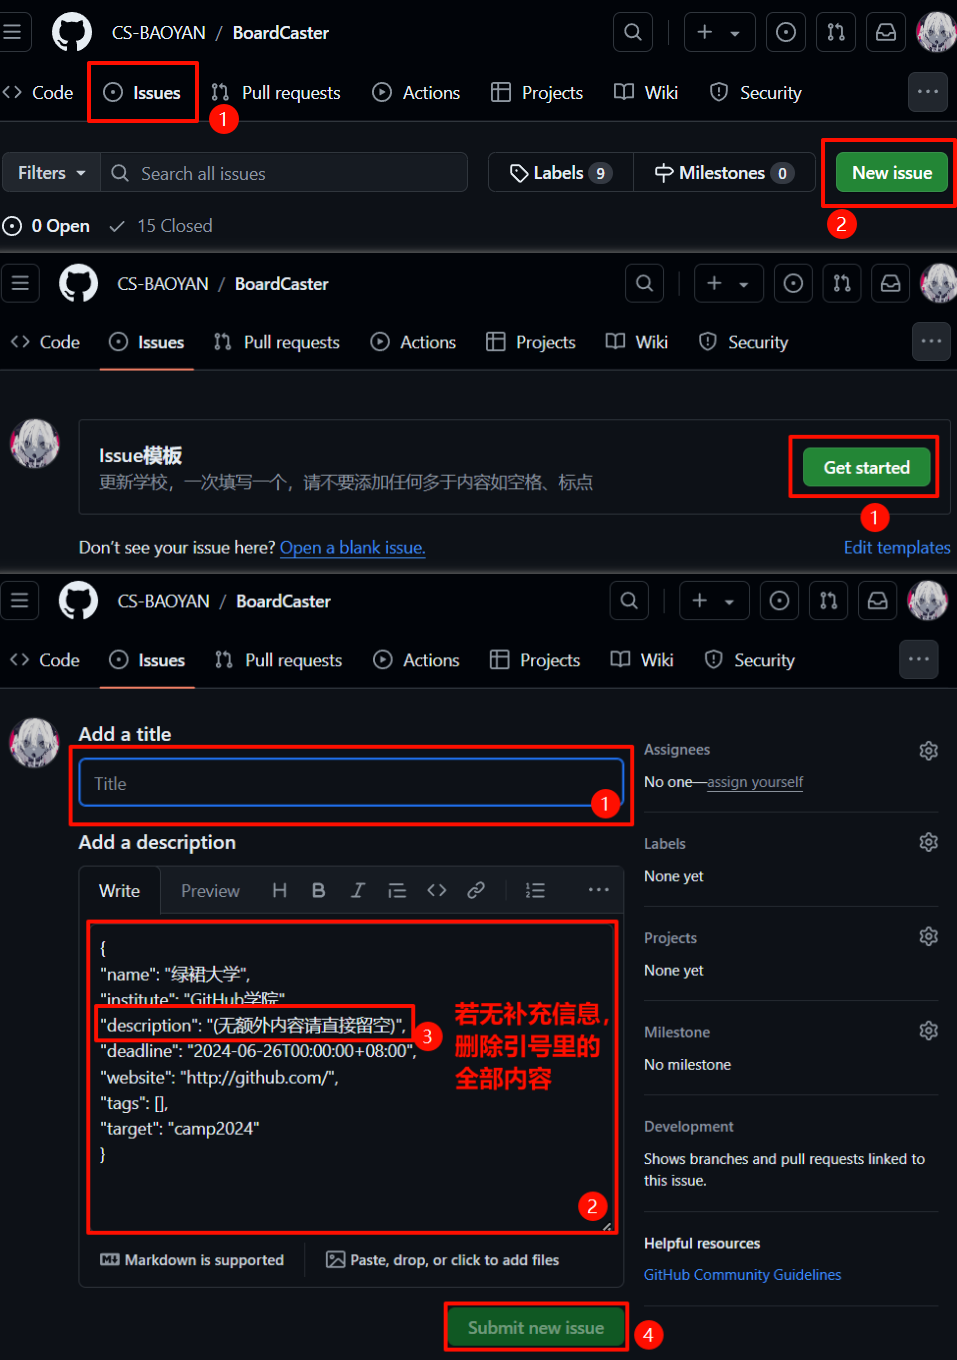 CS-BAOYAN / BoardCaster
Code Issues Pull requests Actions Projects Wiki Security
1
Filters Search all issues Labels 9 Milestones 0 New issue
0 Open 15 Closed
2
CS-BAOYAN / BoardCaster
Code Issues Pull requests Actions Projects Wiki Security
Issue模板
更新学校，一次填写一个，请不要添加任何多于内容如空格、标点
Get started
1
Don't see your issue here? Open a blank issue.
Edit templates
CS-BAOYAN / BoardCaster
Code Issues Pull requests Actions Projects Wiki Security
Add a title
Title
1
Add a description
Write Preview H B I
{
"name": "绿裙大学",
"institute": "GitHub学院"
"description": "(无额外内容请直接留空)",
"deadline": "2024-06-26T00:00:00+08:00",
"website": "http://github.com/",
"tags": [],
"target": "camp2024"
}
3
若无补充信息，
删除引号里的
全部内容
2
Markdown is supported
Paste, drop, or click to add files
Submit new issue
4
Assignees
No one—assign yourself
Labels
None yet
Projects
None yet
Milestone
No milestone
Development
Shows branches and pull requests linked to
this issue.
Helpful resources
GitHub Community Guidelines